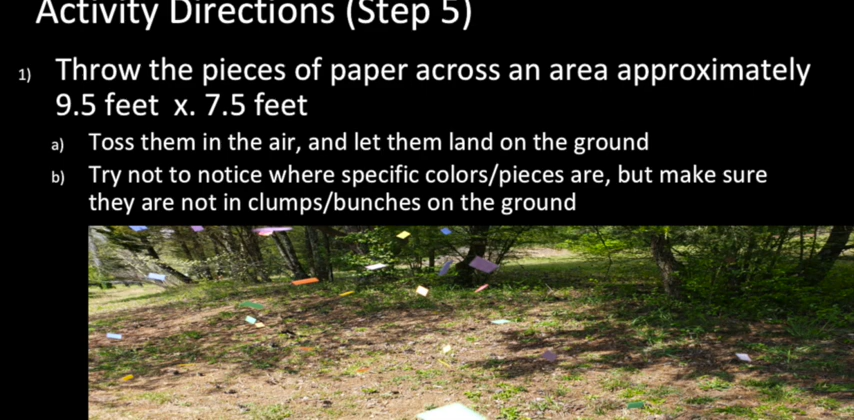 Activity Directions (Step 5)
1) Throw the pieces of paper across an area approximately
9.5 feet x. 7.5 feet
a) Toss them in the air, and let them land on the ground
b) Try not to notice where specific colors/pieces are, but make sure
they are not in clumps/bunches on the ground